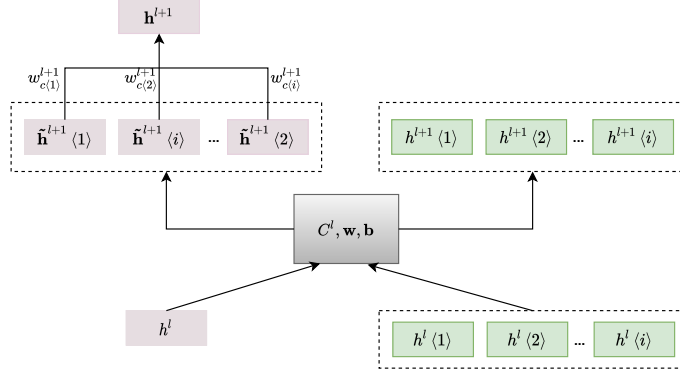 𝐡^{l+1}
w_{c⟨1⟩}^{l+1} w_{c⟨2⟩}^{l+1} w_{c⟨i⟩}^{l+1}
𝐡̃^{l+1} ⟨1⟩ 𝐡̃^{l+1} ⟨i⟩ ... 𝐡̃^{l+1} ⟨2⟩
h^{l+1} ⟨1⟩ h^{l+1} ⟨2⟩ ... h^{l+1} ⟨i⟩
C^l, 𝐰, 𝐛
h^l
h^l ⟨1⟩ h^l ⟨2⟩ ... h^l ⟨i⟩